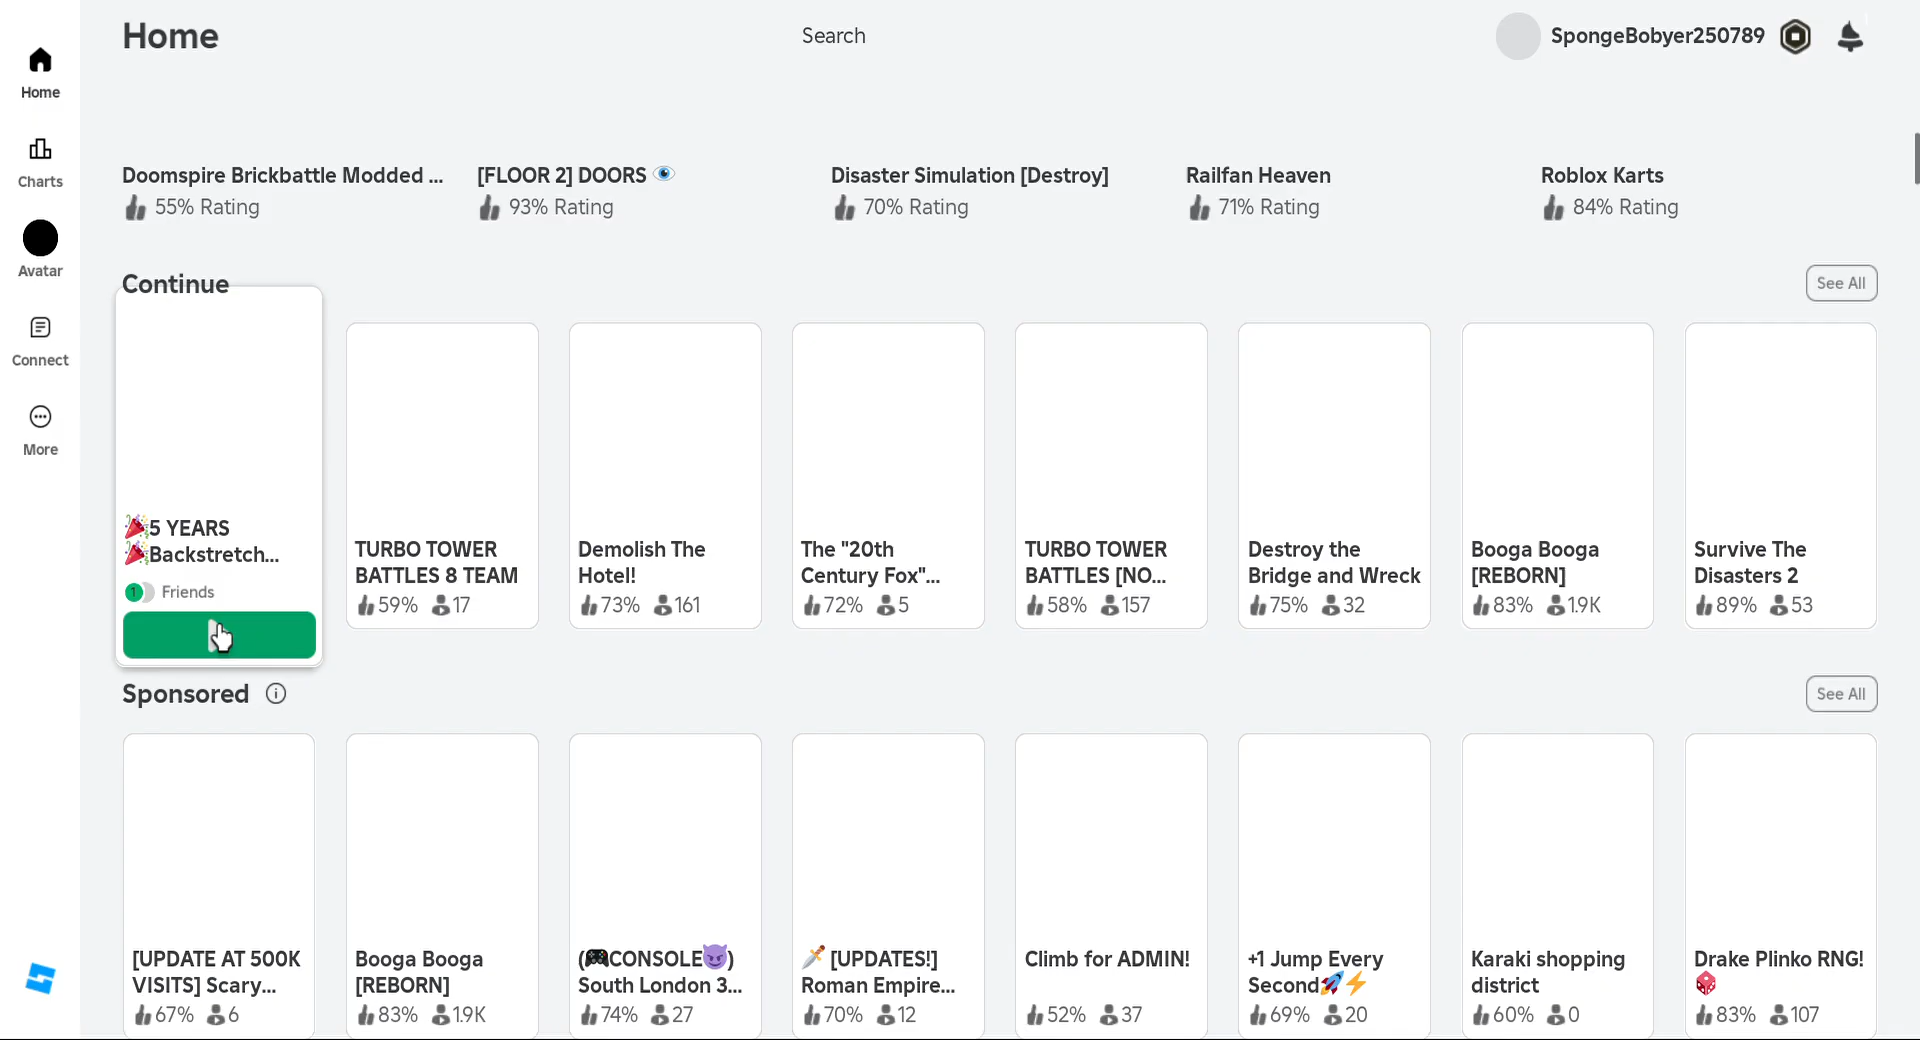 Home
Search
SpongeBobyer250789
Home
Charts
Avatar
Connect
More
Doomspire Brickbattle Modded ...
55% Rating
[FLOOR 2] DOORS 👁️
93% Rating
Disaster Simulation [Destroy]
70% Rating
Railfan Heaven
71% Rating
Roblox Karts
84% Rating
Continue
See All
🎉5 YEARS
🎉Backstretch...
1 Friends
TURBO TOWER
BATTLES 8 TEAM
59% 17
Demolish The
Hotel!
73% 161
The "20th
Century Fox"...
72% 5
TURBO TOWER
BATTLES [NO...
58% 157
Destroy the
Bridge and Wreck
75% 32
Booga Booga
[REBORN]
83% 1.9K
Survive The
Disasters 2
89% 53
Sponsored
See All
[UPDATE AT 500K
VISITS] Scary...
67% 6
Booga Booga
[REBORN]
83% 1.9K
(🎮CONSOLE😈)
South London 3...
74% 27
🗡️[UPDATES!]
Roman Empire...
70% 12
Climb for ADMIN!
52% 37
+1 Jump Every
Second🚀⚡
69% 20
Karaki shopping
district
60% 0
Drake Plinko RNG!
🎲
83% 107